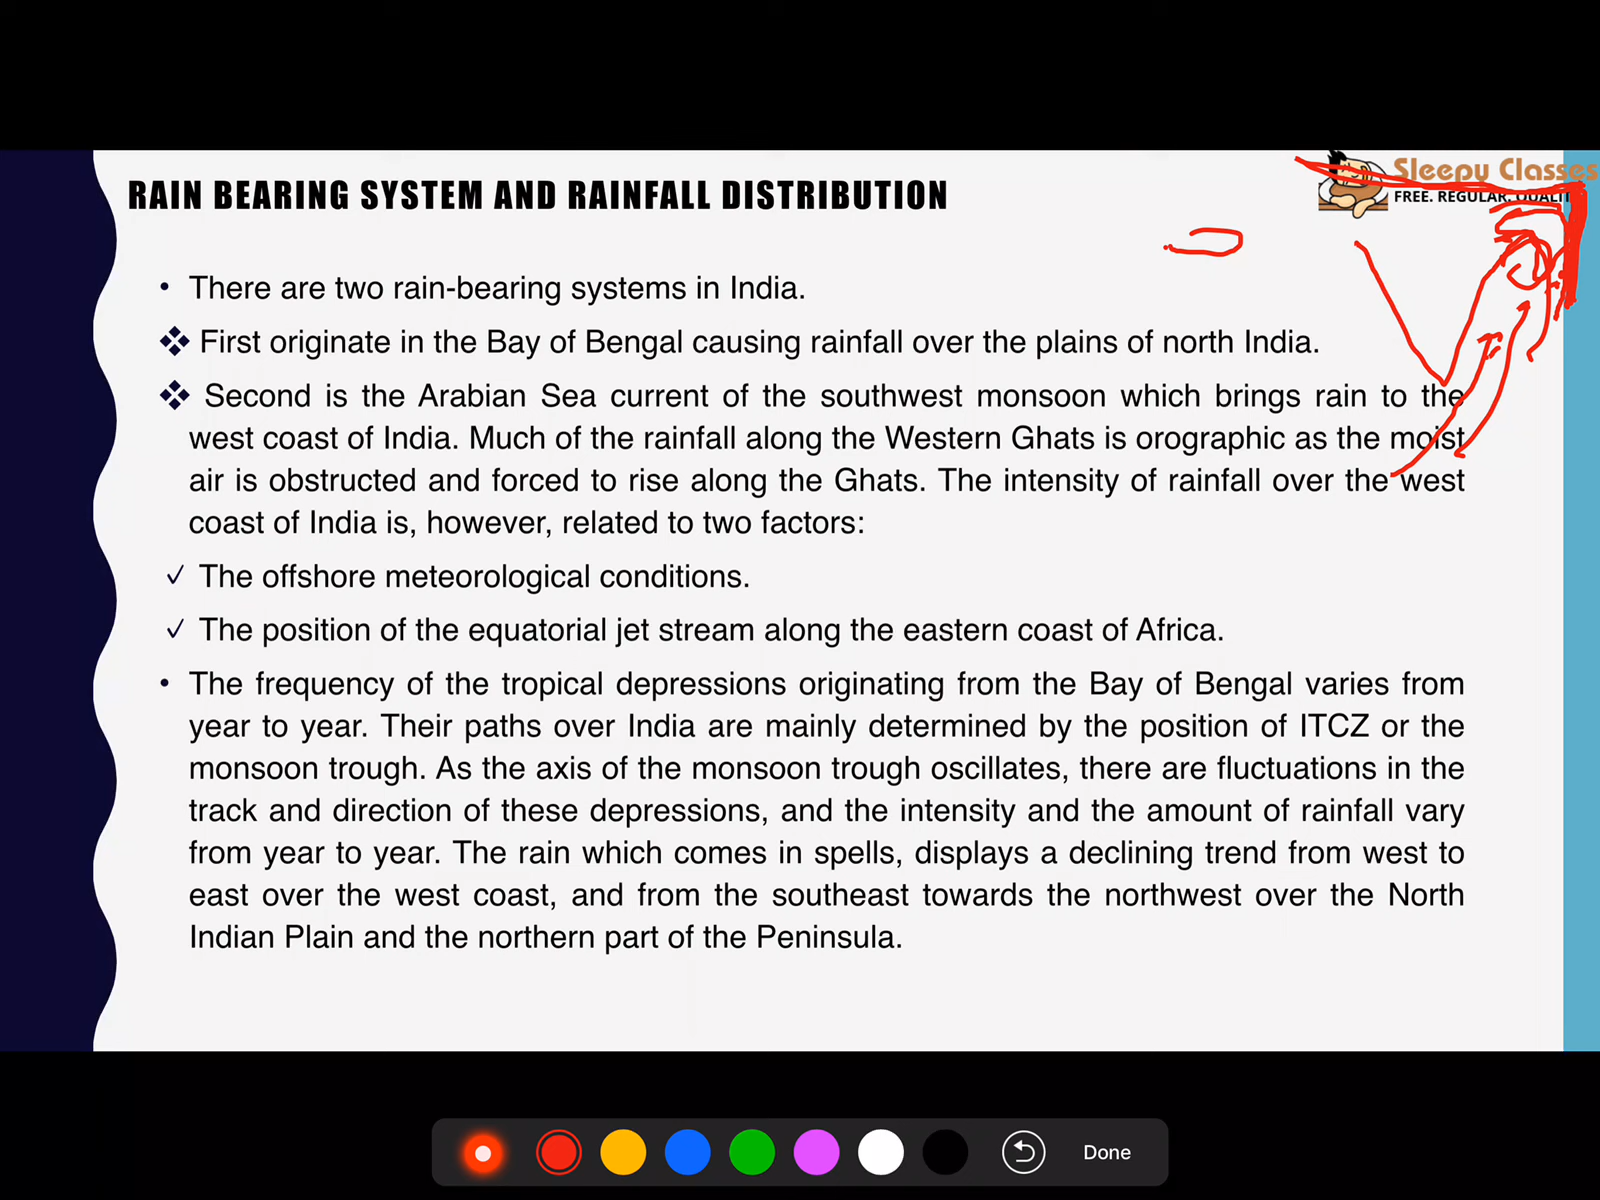 Sleepy Classes
FREE. REGULAR. QUALIT
RAIN BEARING SYSTEM AND RAINFALL DISTRIBUTION
• There are two rain-bearing systems in India.
❖ First originate in the Bay of Bengal causing rainfall over the plains of north India.
❖ Second is the Arabian Sea current of the southwest monsoon which brings rain to the
west coast of India. Much of the rainfall along the Western Ghats is orographic as the moist
air is obstructed and forced to rise along the Ghats. The intensity of rainfall over the west
coast of India is, however, related to two factors:
✓ The offshore meteorological conditions.
✓ The position of the equatorial jet stream along the eastern coast of Africa.
• The frequency of the tropical depressions originating from the Bay of Bengal varies from
year to year. Their paths over India are mainly determined by the position of ITCZ or the
monsoon trough. As the axis of the monsoon trough oscillates, there are fluctuations in the
track and direction of these depressions, and the intensity and the amount of rainfall vary
from year to year. The rain which comes in spells, displays a declining trend from west to
east over the west coast, and from the southeast towards the northwest over the North
Indian Plain and the northern part of the Peninsula.
Done